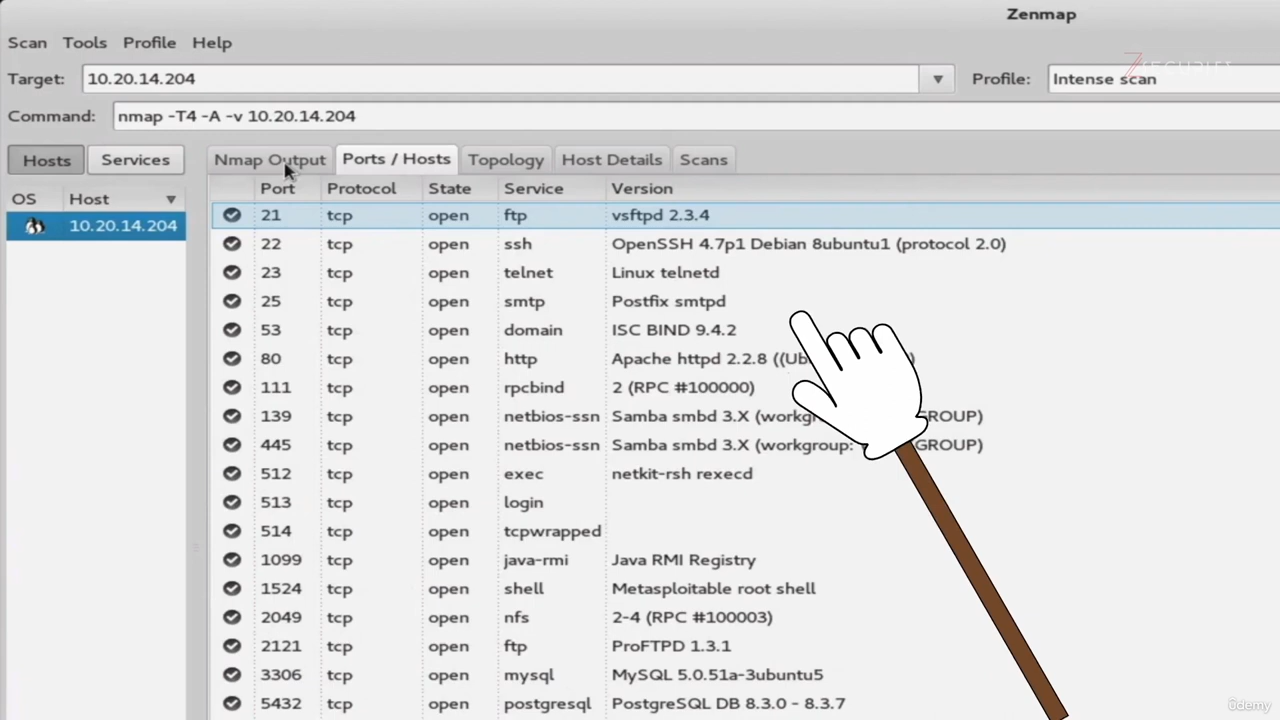 Zenmap
Scan Tools Profile Help
Target: 10.20.14.204 Profile: Intense scan
Command: nmap -T4 -A -v 10.20.14.204
Hosts Services Nmap Output Ports / Hosts Topology Host Details Scans
OS Host Port Protocol State Service Version
10.20.14.204
21 tcp open ftp vsftpd 2.3.4
22 tcp open ssh OpenSSH 4.7p1 Debian 8ubuntu1 (protocol 2.0)
23 tcp open telnet Linux telnetd
25 tcp open smtp Postfix smtpd
53 tcp open domain ISC BIND 9.4.2
80 tcp open http Apache httpd 2.2.8 ((Ub )
111 tcp open rpcbind 2 (RPC #100000)
139 tcp open netbios-ssn Samba smbd 3.X (workg GROUP)
445 tcp open netbios-ssn Samba smbd 3.X (workgroup: GROUP)
512 tcp open exec netkit-rsh rexecd
513 tcp open login
514 tcp open tcpwrapped
1099 tcp open java-rmi Java RMI Registry
1524 tcp open shell Metasploitable root shell
2049 tcp open nfs 2-4 (RPC #100003)
2121 tcp open ftp ProFTPD 1.3.1
3306 tcp open mysql MySQL 5.0.51a-3ubuntu5
5432 tcp open postgresql PostgreSQL DB 8.3.0 - 8.3.7
ûdemy